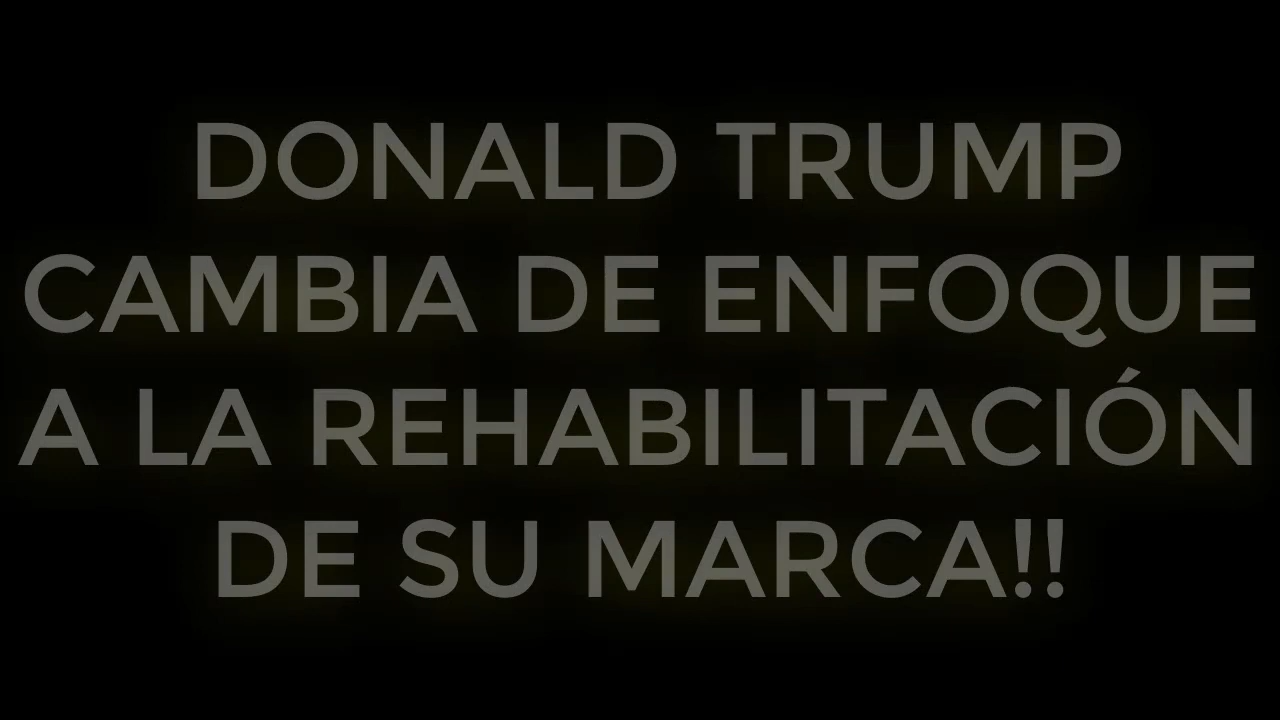 DONALD TRUMP
CAMBIA DE ENFOQUE
A LA REHABILITACIÓN
DE SU MARCA!!